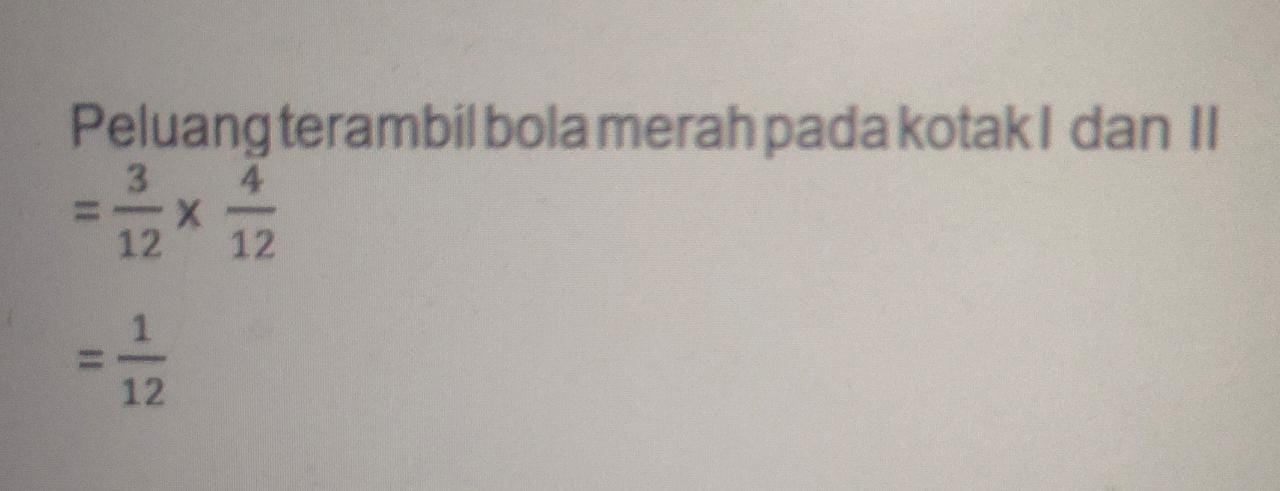 Peluang terambil bola merah pada kotak I dan II
= 3/12 x 4/12
= 1/12